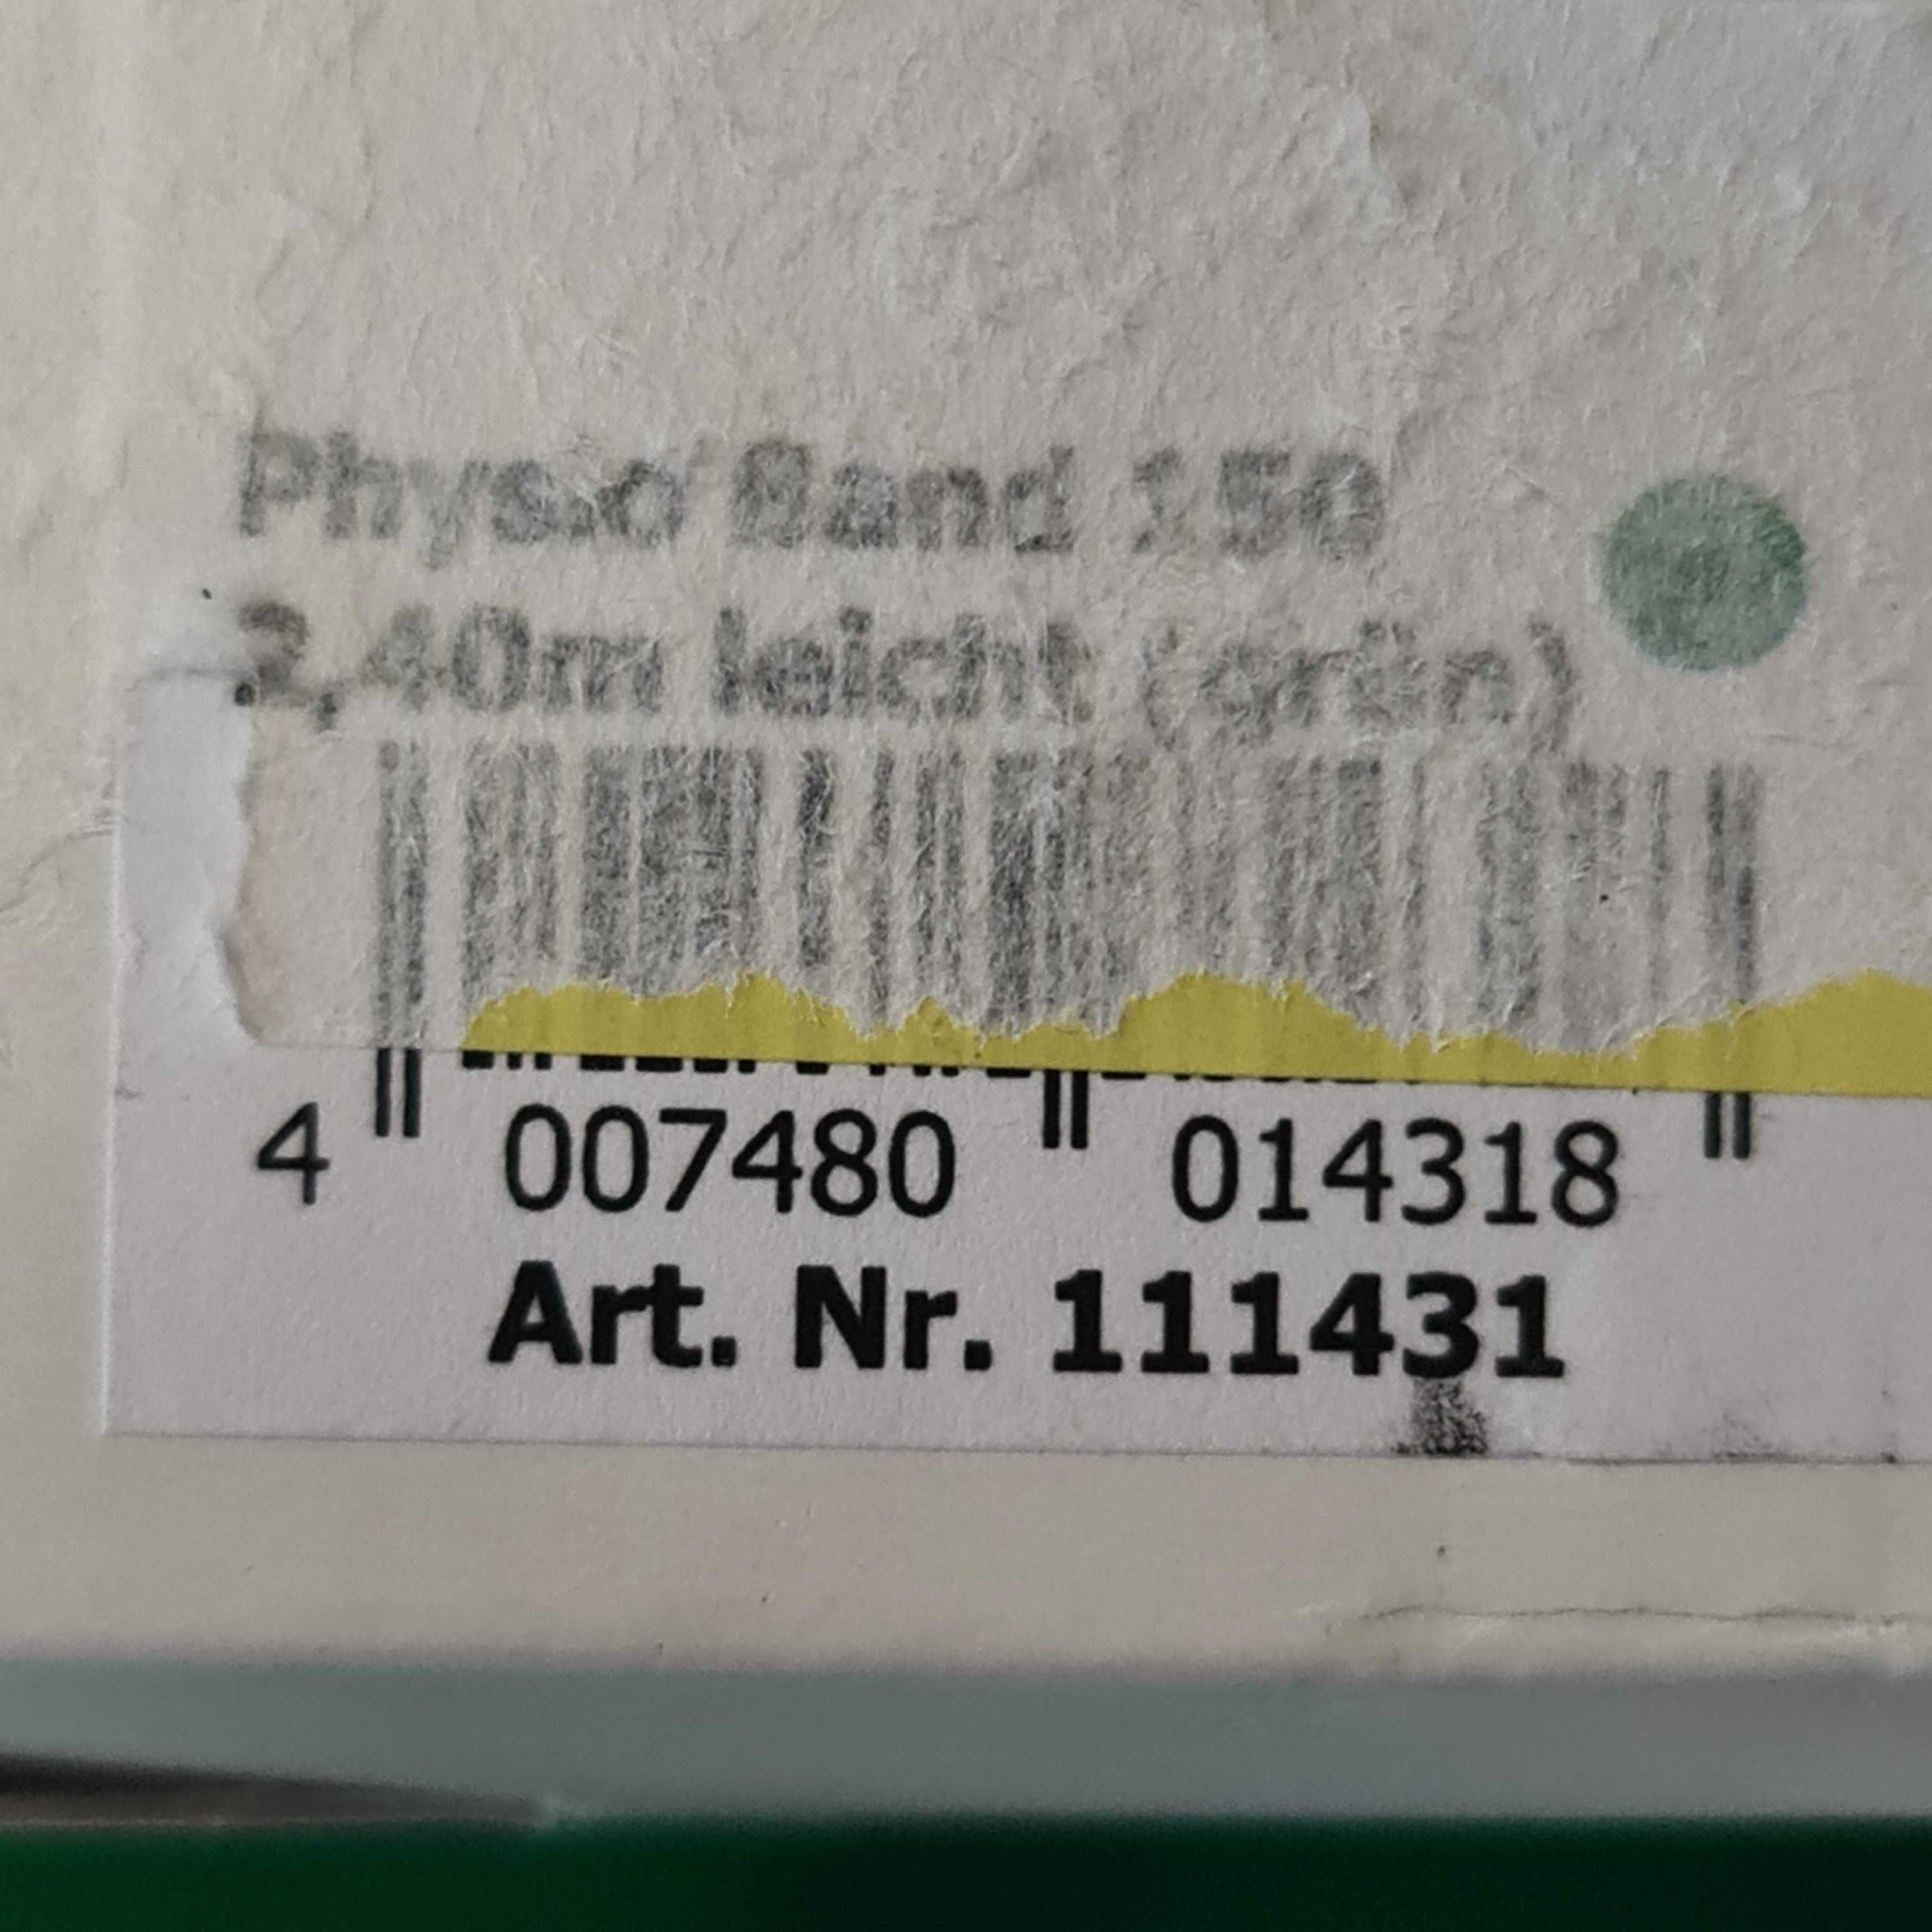 Physio Band 150
2,40m leicht (grün)
4 007480 014318
Art. Nr. 111431